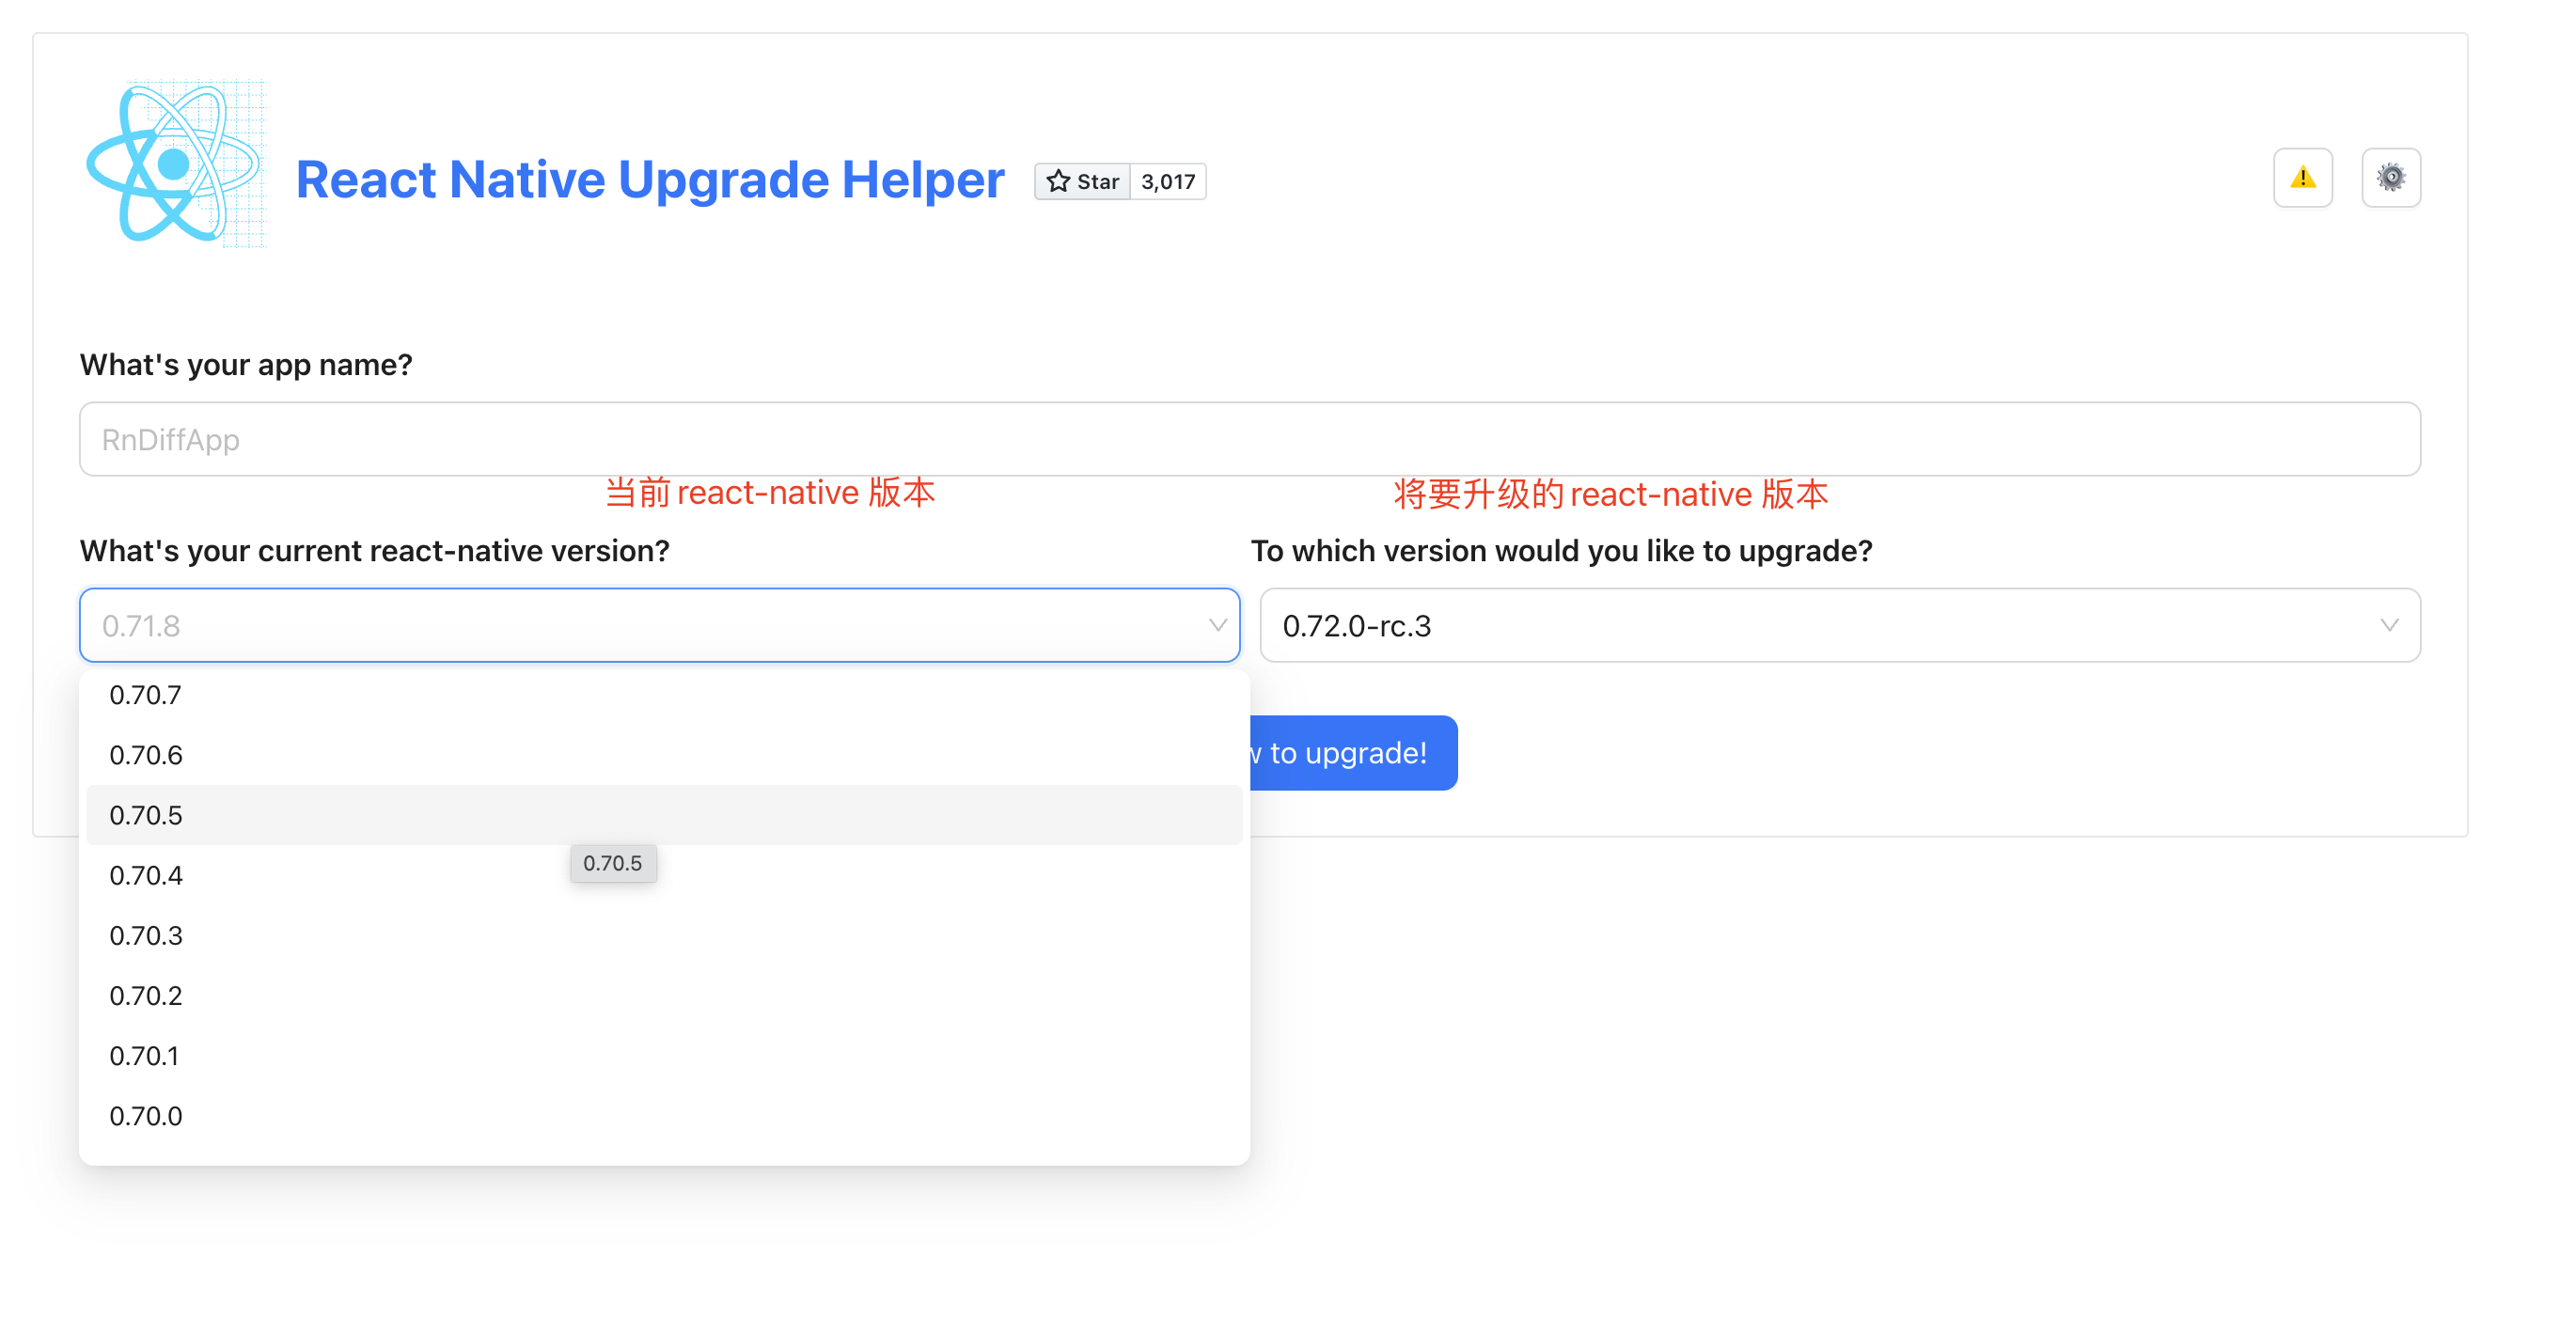 React Native Upgrade Helper
Star 3,017
What's your app name?
RnDiffApp
当前 react-native 版本
将要升级的 react-native 版本
What's your current react-native version?
To which version would you like to upgrade?
0.71.8
0.72.0-rc.3
0.70.7
0.70.6
to upgrade!
0.70.5
0.70.5
0.70.4
0.70.3
0.70.2
0.70.1
0.70.0